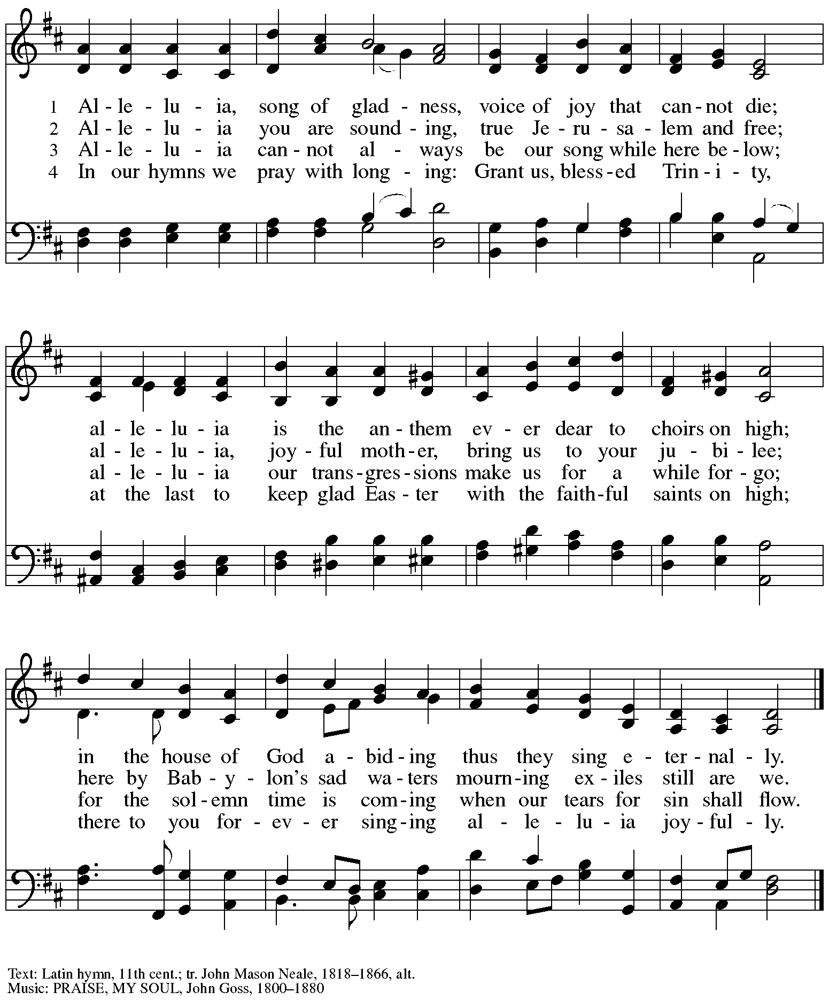 1 Al - le - lu - ia, song of glad - ness, voice of joy that can - not die;
2 Al - le - lu - ia you are sound - ing, true Je - ru - sa - lem and free;
3 Al - le - lu - ia can - not al - ways be our song while here be - low;
4 In our hymns we pray with long - ing: Grant us, bless - ed Trin - i - ty,
al - le - lu - ia is the an - them ev - er dear to choirs on high;
al - le - lu - ia, joy - ful moth - er, bring us to your ju - bi - lee;
al - le - lu - ia our trans - gres - sions make us for a while for - go;
at the last to keep glad Eas - ter with the faith - ful saints on high;
in the house of God a - bid - ing thus they sing e - ter - nal - ly.
here by Bab - y - lon's sad wa - ters mourn - ing ex - iles still are we.
for the sol - emn time is com - ing when our tears for sin shall flow.
there to you for - ev - er sing - ing al - le - lu - ia joy - ful - ly.
Text: Latin hymn, 11th cent.; tr. John Mason Neale, 1818–1866, alt.
Music: PRAISE, MY SOUL, John Goss, 1800–1880